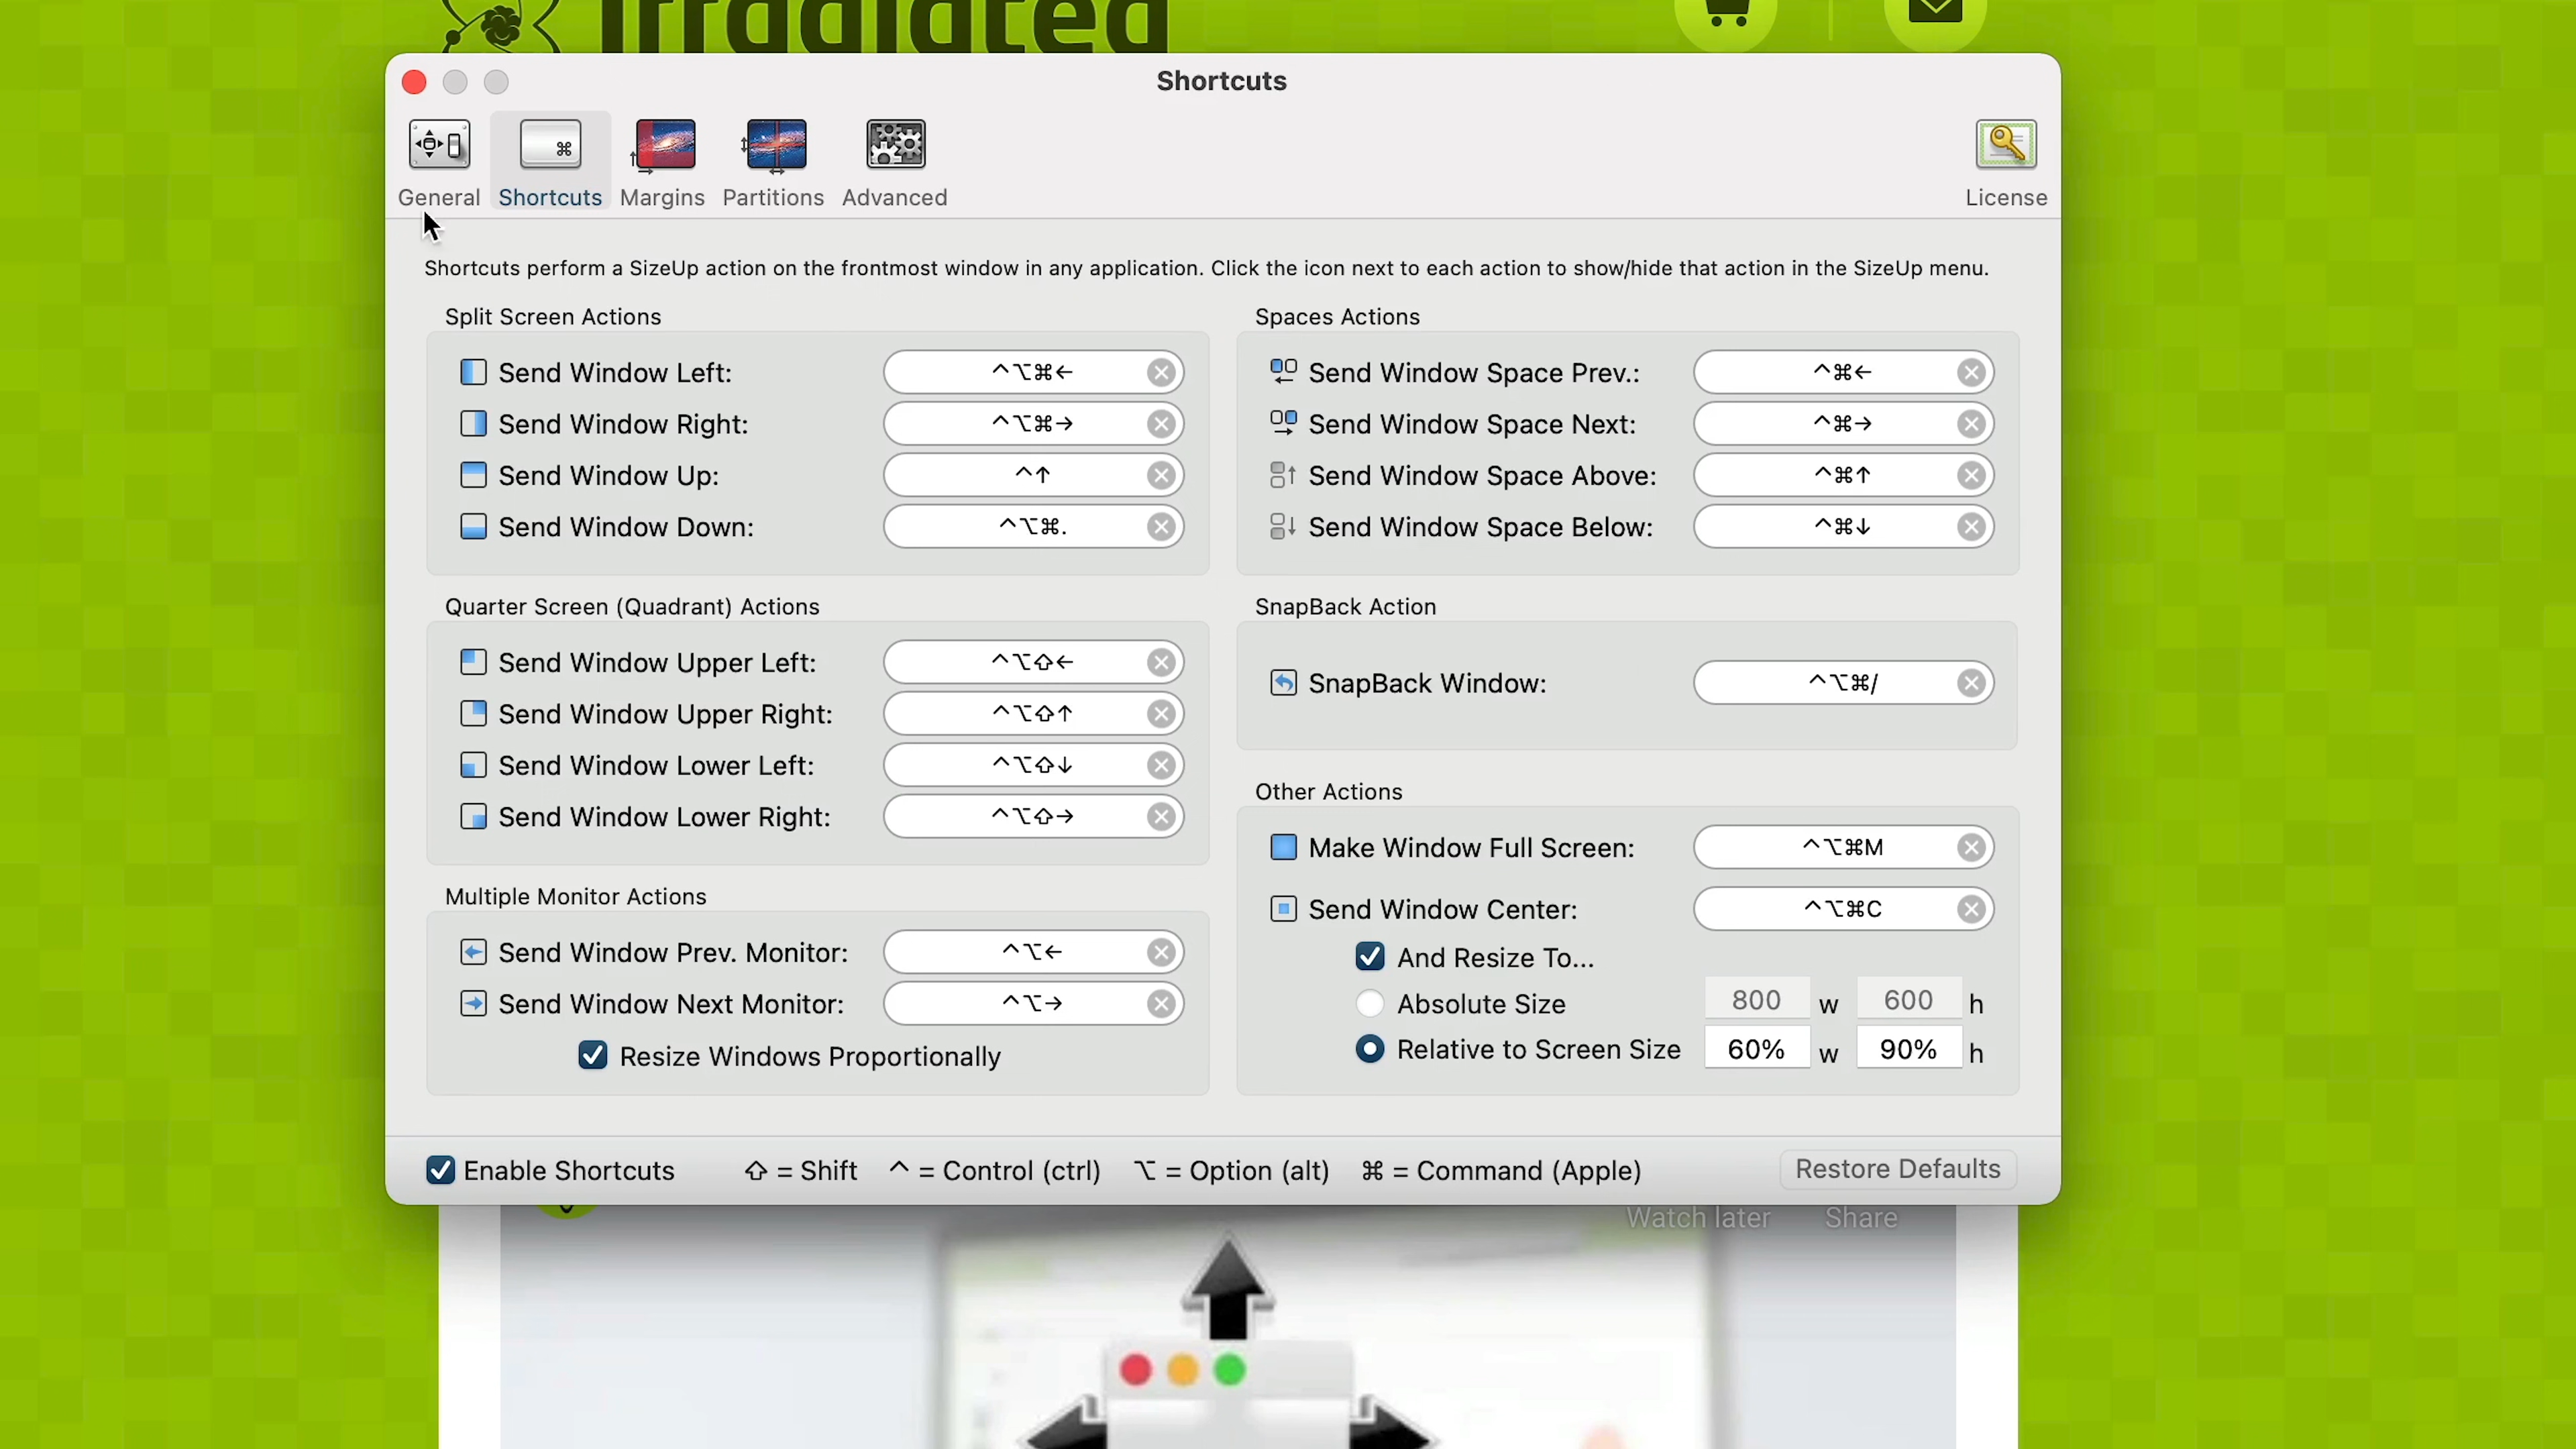 Irradiated
Shortcuts
General
Shortcuts
Margins
Partitions
Advanced
License
Shortcuts perform a SizeUp action on the frontmost window in any application. Click the icon next to each action to show/hide that action in the SizeUp menu.
Split Screen Actions
Send Window Left: ^⌥⌘←
Send Window Right: ^⌥⌘→
Send Window Up: ^↑
Send Window Down: ^⌥⌘.
Quarter Screen (Quadrant) Actions
Send Window Upper Left: ^⌥⇧←
Send Window Upper Right: ^⌥⇧↑
Send Window Lower Left: ^⌥⇧↓
Send Window Lower Right: ^⌥⇧→
Multiple Monitor Actions
Send Window Prev. Monitor: ^⌥←
Send Window Next Monitor: ^⌥→
Resize Windows Proportionally
Spaces Actions
Send Window Space Prev.: ^⌘←
Send Window Space Next: ^⌘→
Send Window Space Above: ^⌘↑
Send Window Space Below: ^⌘↓
SnapBack Action
SnapBack Window: ^⌥⌘/
Other Actions
Make Window Full Screen: ^⌥⌘M
Send Window Center: ^⌥⌘C
And Resize To...
Absolute Size 800 w 600 h
Relative to Screen Size 60% w 90% h
Enable Shortcuts ⇧ = Shift ^ = Control (ctrl) ⌥ = Option (alt) ⌘ = Command (Apple) Restore Defaults
Watch later Share